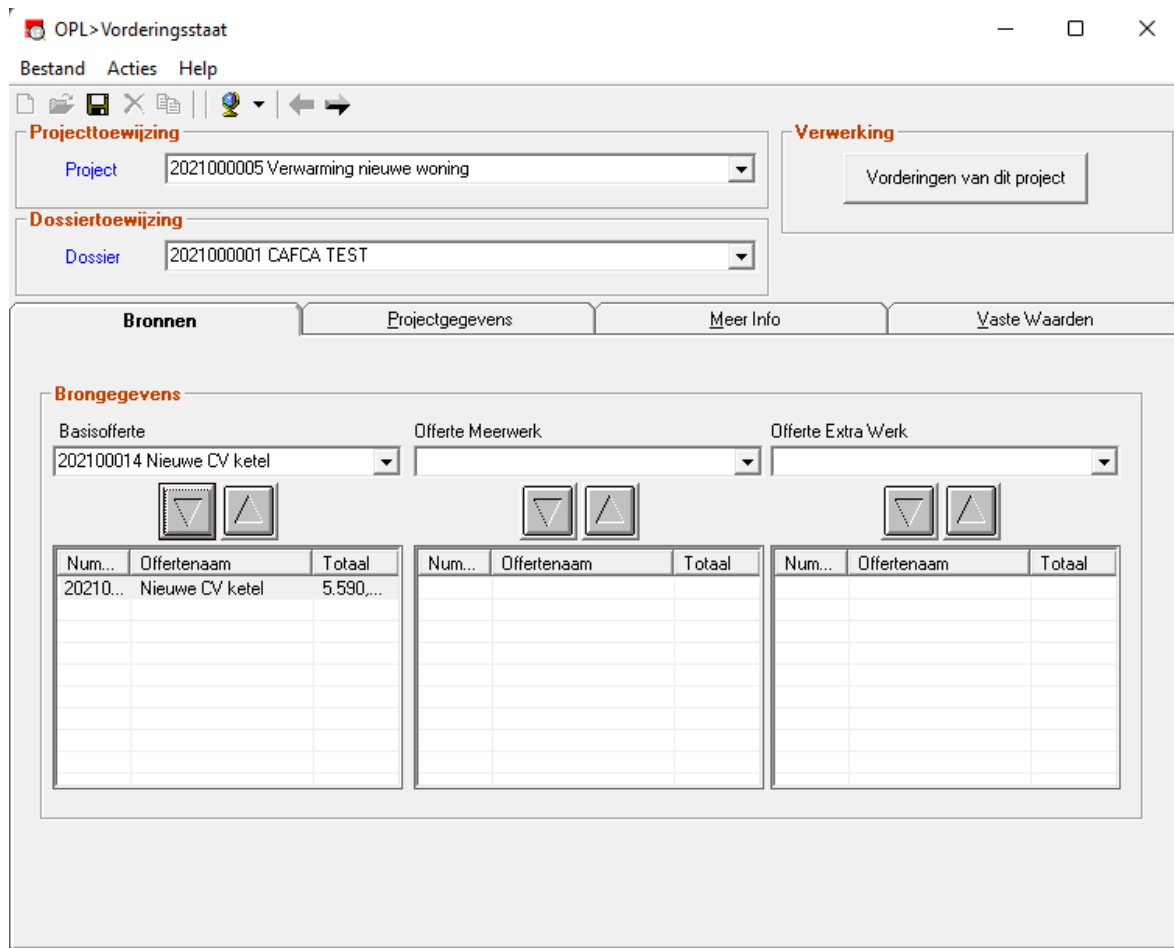 OPL>Vorderingsstaat
Bestand Acties Help
Projecttoewijzing
Project 2021000005 Verwarming nieuwe woning
Verwerking
Vorderingen van dit project
Dossiertoewijzing
Dossier 2021000001 CAFCA TEST
Bronnen Projectgegevens Meer Info Vaste Waarden
Brongegevens
Basisofferte Offerte Meerwerk Offerte Extra Werk
202100014 Nieuwe CV ketel
Num... Offertenaam Totaal Num... Offertenaam Totaal Num... Offertenaam Totaal
20210... Nieuwe CV ketel 5.590,...